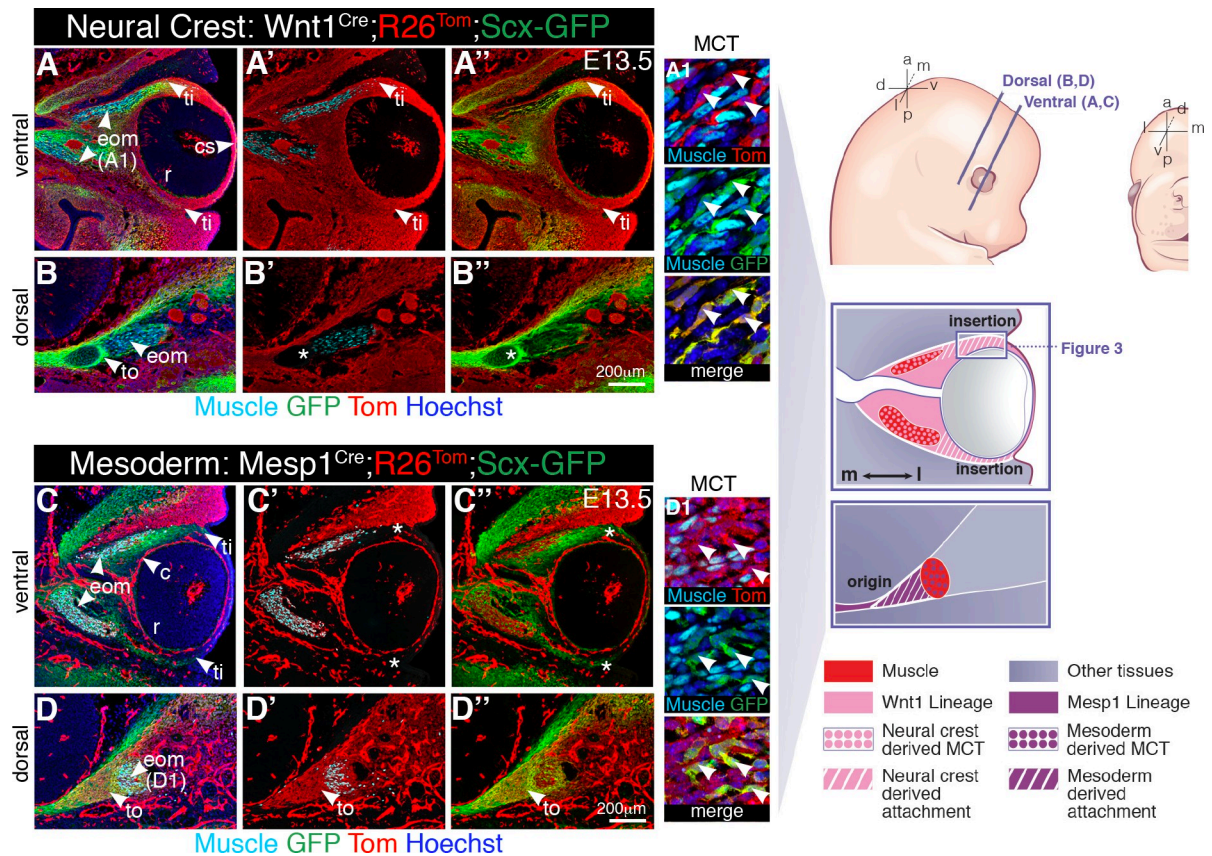 Neural Crest: Wnt1Cre;R26Tom;Scx-GFP
ventral
A
ti
eom
(A1)
cs
r
ti
A'
ti
ti
A''
E13.5
ti
ti
dorsal
B
eom
to
B'
*
B''
*
200μm
Muscle GFP Tom Hoechst
MCT
A1
Muscle Tom
Muscle GFP
merge
Mesoderm: Mesp1Cre;R26Tom;Scx-GFP
ventral
C
ti
c
eom
r
ti
C'
*
*
C''
E13.5
*
*
dorsal
D
eom
(D1)
to
D'
to
D''
to
200μm
Muscle GFP Tom Hoechst
MCT
D1
Muscle Tom
Muscle GFP
merge
a
m
d
v
l
p
Dorsal (B,D)
Ventral (A,C)
a
d
l
m
v
p
insertion
Figure 3
insertion
m
l
origin
Muscle
Other tissues
Wnt1 Lineage
Mesp1 Lineage
Neural crest
derived MCT
Mesoderm
derived MCT
Neural crest
derived
attachment
Mesoderm
derived
attachment